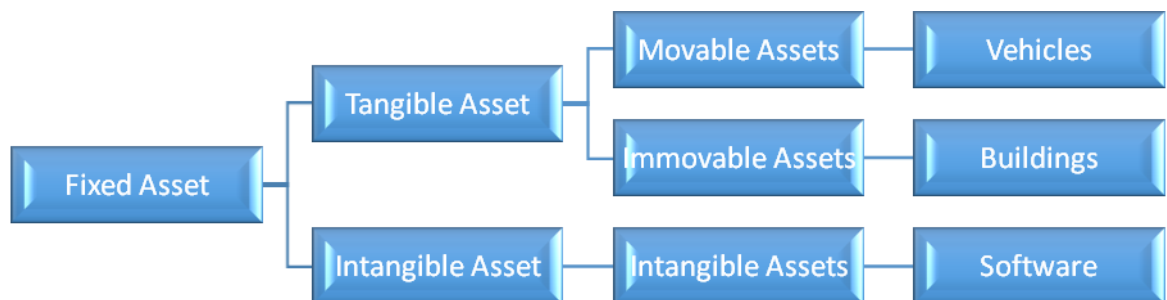 Fixed Asset
Tangible Asset
Movable Assets
Vehicles
Immovable Assets
Buildings
Intangible Asset
Intangible Assets
Software